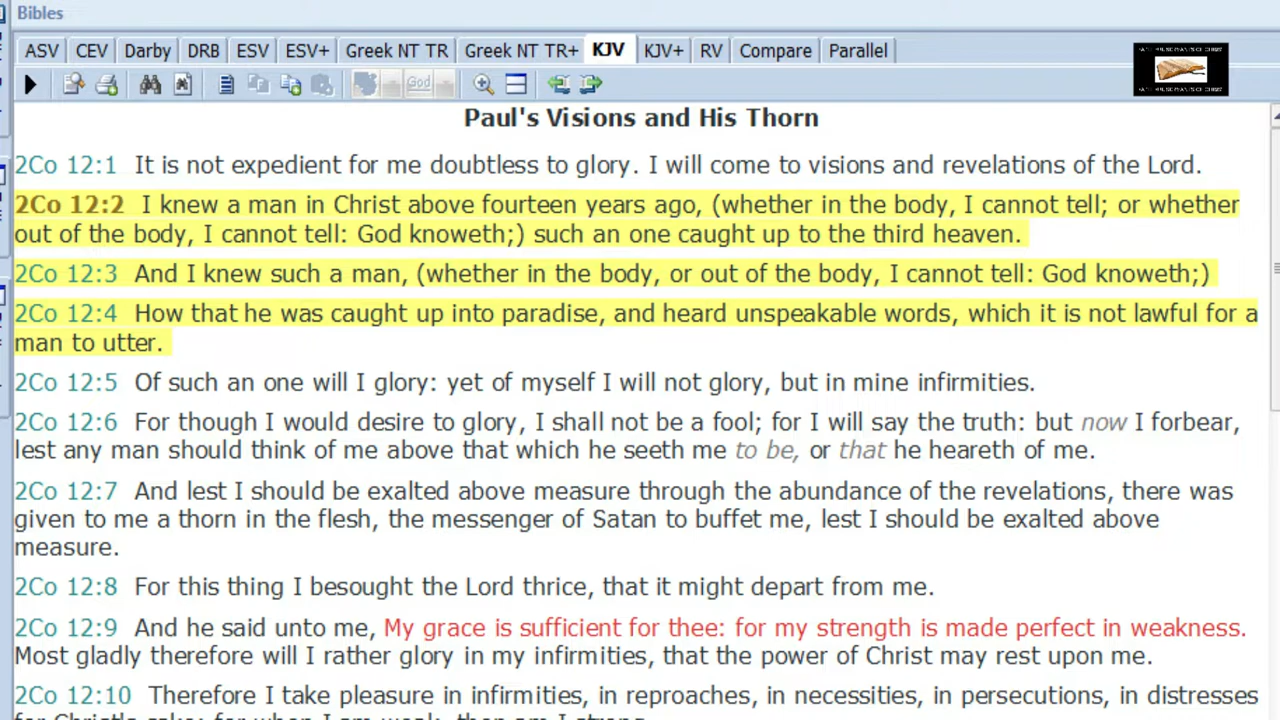 Bibles
ASV CEV Darby DRB ESV ESV+ Greek NT TR Greek NT TR+ KJV KJV+ RV Compare Parallel
God
Paul's Visions and His Thorn
2Co 12:1 It is not expedient for me doubtless to glory. I will come to visions and revelations of the Lord.
2Co 12:2 I knew a man in Christ above fourteen years ago, (whether in the body, I cannot tell; or whether
out of the body, I cannot tell: God knoweth;) such an one caught up to the third heaven.
2Co 12:3 And I knew such a man, (whether in the body, or out of the body, I cannot tell: God knoweth;)
2Co 12:4 How that he was caught up into paradise, and heard unspeakable words, which it is not lawful for a
man to utter.
2Co 12:5 Of such an one will I glory: yet of myself I will not glory, but in mine infirmities.
2Co 12:6 For though I would desire to glory, I shall not be a fool; for I will say the truth: but now I forbear,
lest any man should think of me above that which he seeth me to be, or that he heareth of me.
2Co 12:7 And lest I should be exalted above measure through the abundance of the revelations, there was
given to me a thorn in the flesh, the messenger of Satan to buffet me, lest I should be exalted above
measure.
2Co 12:8 For this thing I besought the Lord thrice, that it might depart from me.
2Co 12:9 And he said unto me, My grace is sufficient for thee: for my strength is made perfect in weakness.
Most gladly therefore will I rather glory in my infirmities, that the power of Christ may rest upon me.
2Co 12:10 Therefore I take pleasure in infirmities, in reproaches, in necessities, in persecutions, in distresses
for Christ's sake: for when I am weak, then am I strong.